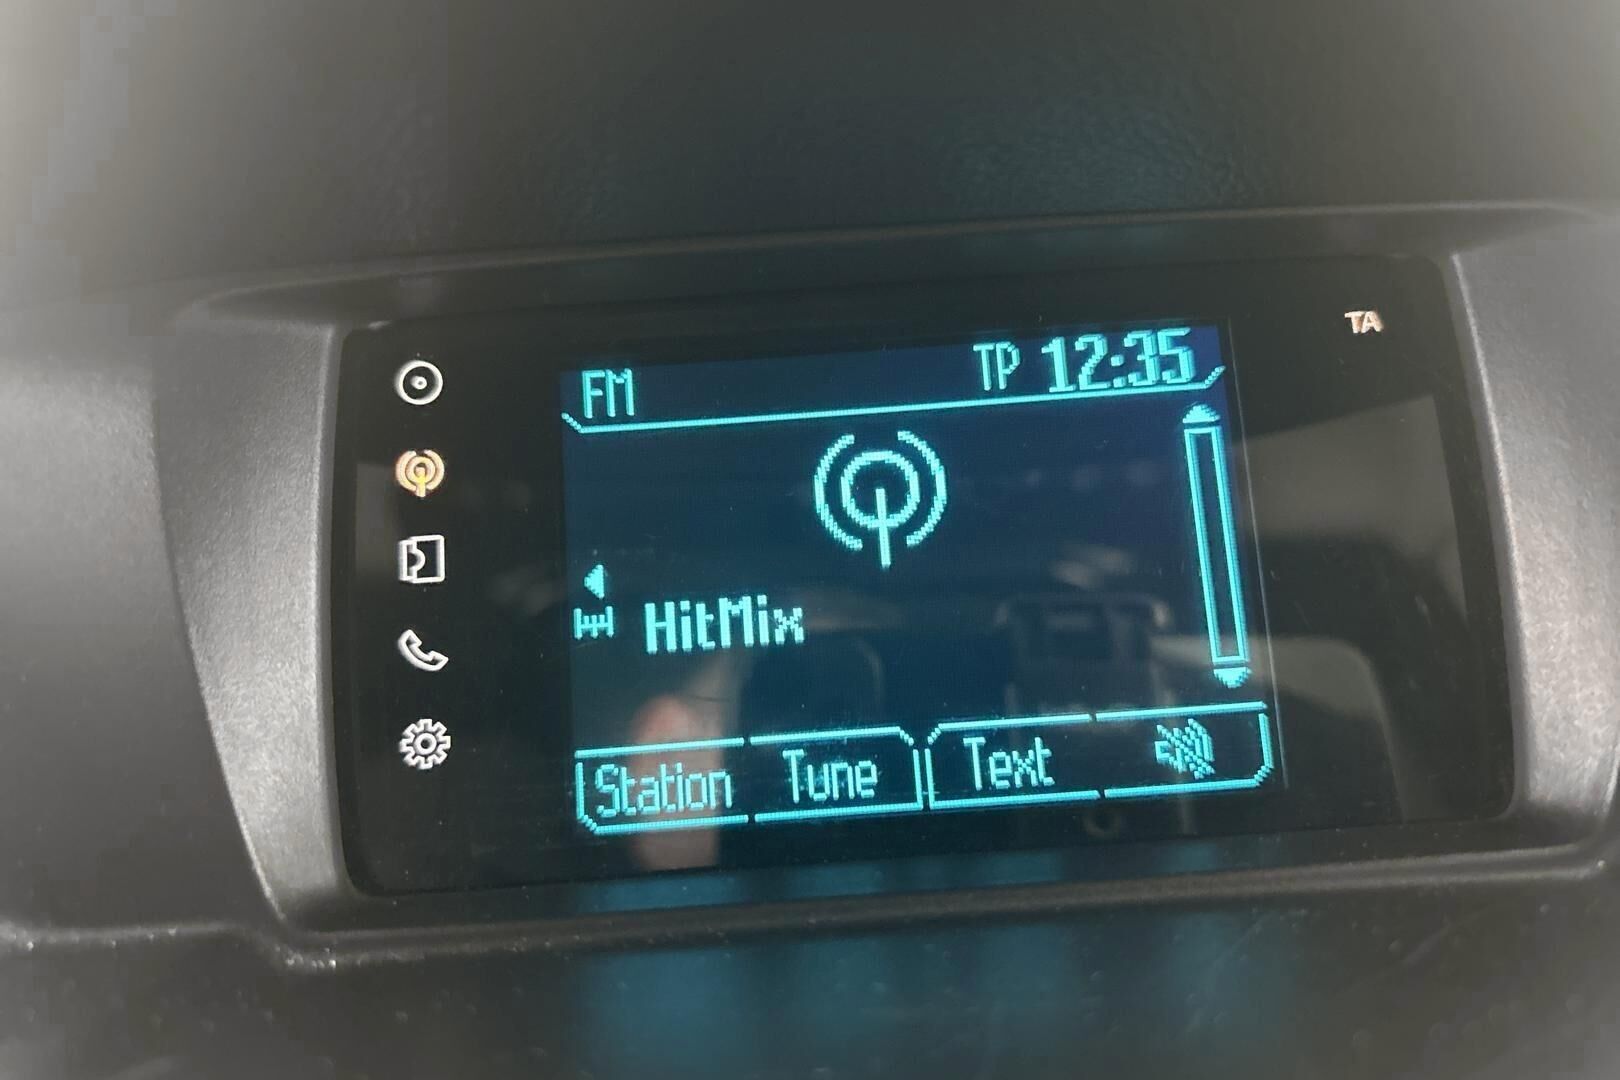 TA
FM TP 12:35
HitMix
Station Tune Text